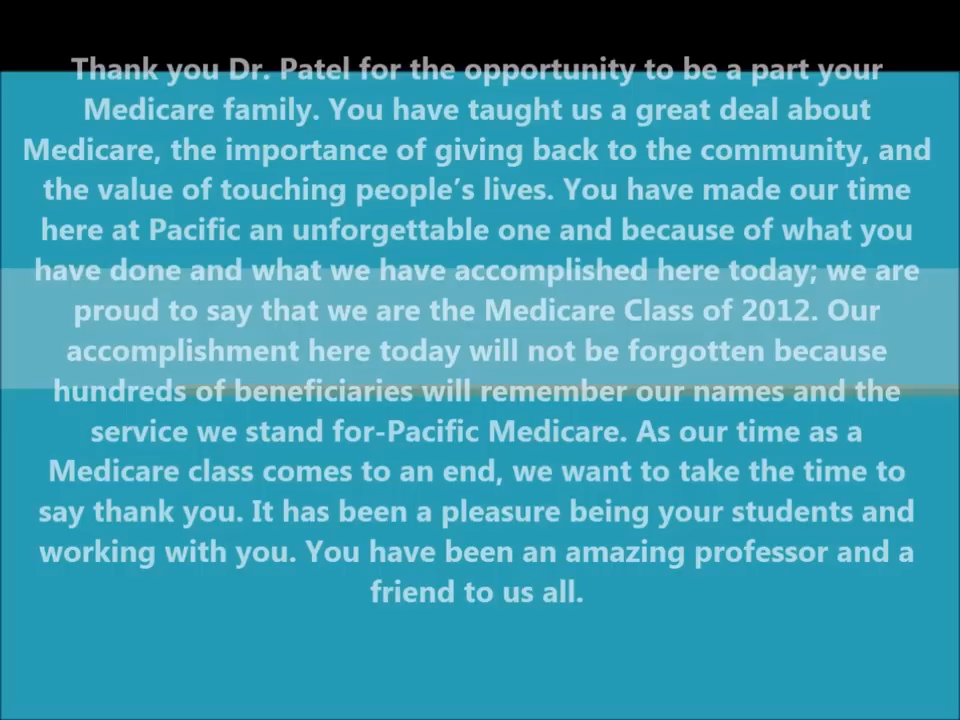 Thank you Dr. Patel for the opportunity to be a part your
Medicare family. You have taught us a great deal about
Medicare, the importance of giving back to the community, and
the value of touching people’s lives. You have made our time
here at Pacific an unforgettable one and because of what you
have done and what we have accomplished here today; we are
proud to say that we are the Medicare Class of 2012. Our
accomplishment here today will not be forgotten because
hundreds of beneficiaries will remember our names and the
service we stand for-Pacific Medicare. As our time as a
Medicare class comes to an end, we want to take the time to
say thank you. It has been a pleasure being your students and
working with you. You have been an amazing professor and a
friend to us all.